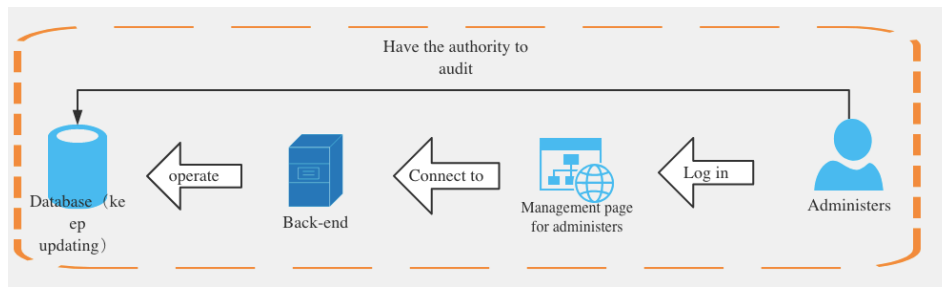 Have the authority to
audit
operate
Connect to
Log in
Database（ke
ep
updating）
Back-end
Management page
for administers
Administers